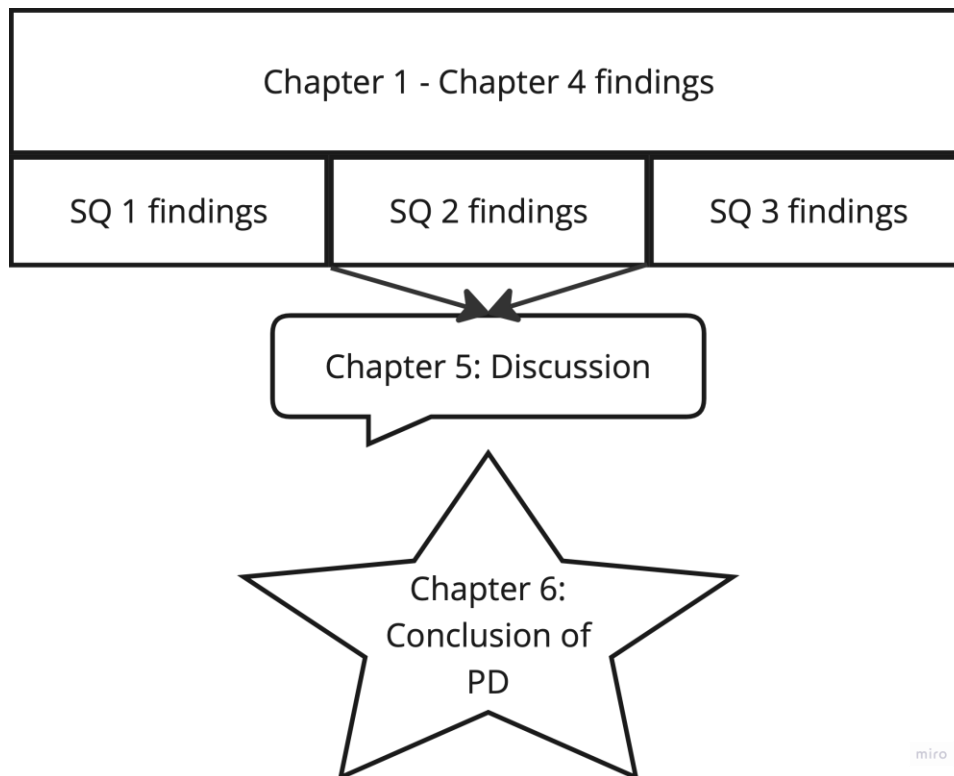 Chapter 1 - Chapter 4 findings
SQ 1 findings
SQ 2 findings
SQ 3 findings
Chapter 5: Discussion
Chapter 6:
Conclusion of
PD
miro